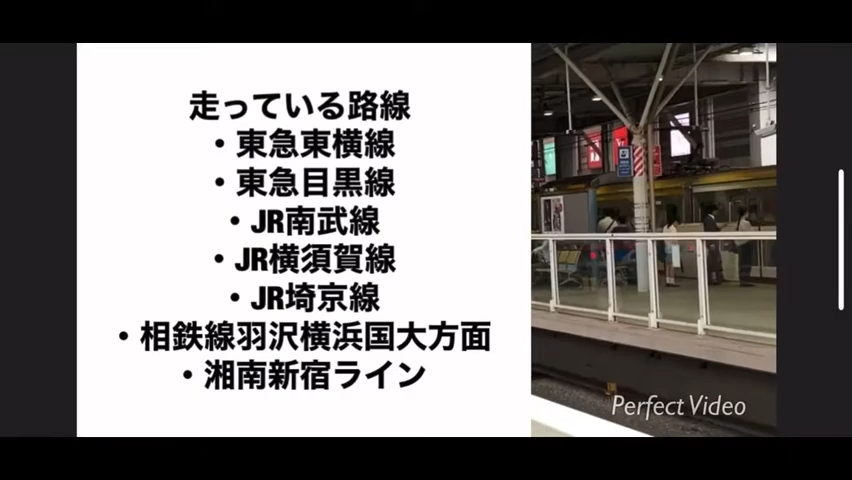 走っている路線
・東急東横線
・東急目黒線
・JR南武線
・JR横須賀線
・JR埼京線
・相鉄線羽沢横浜国大方面
・湘南新宿ライン
Perfect Video